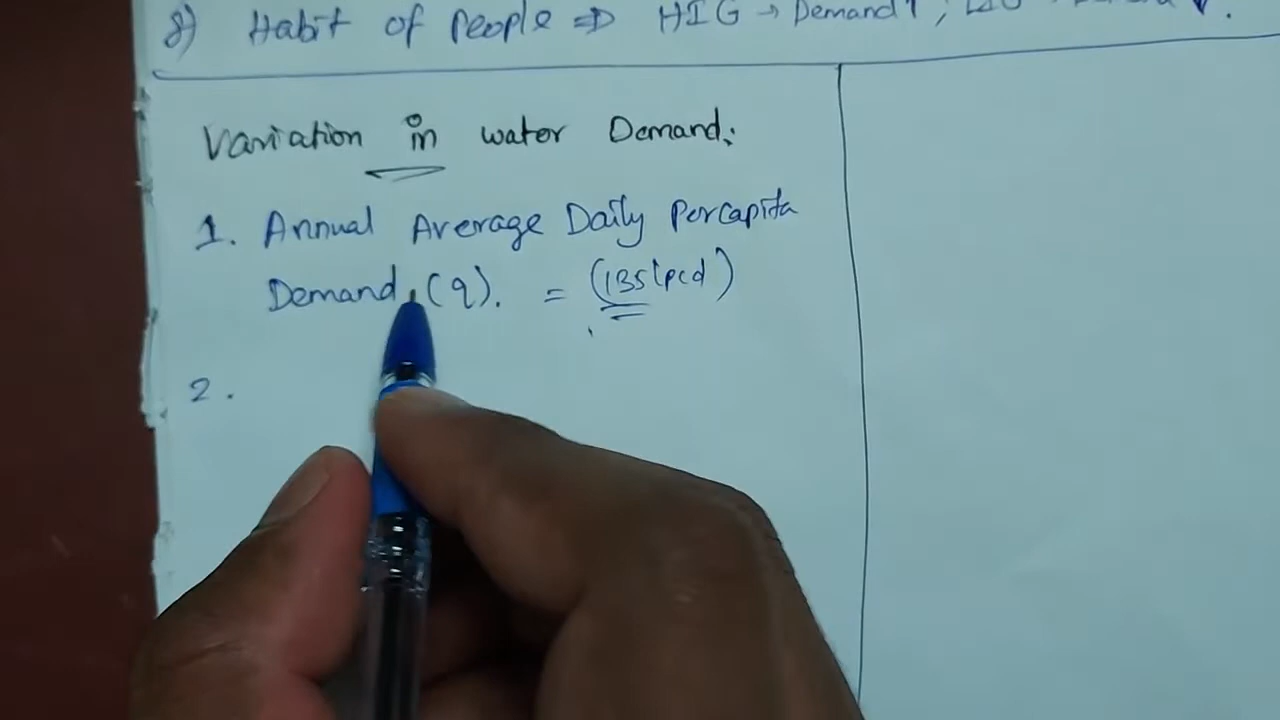 8) Habit of People ⇒ HIG → Demand↑ ;
Variation in water Demand:
1. Annual Average Daily Percapita
Demand (q). = (135lpcd)
2.